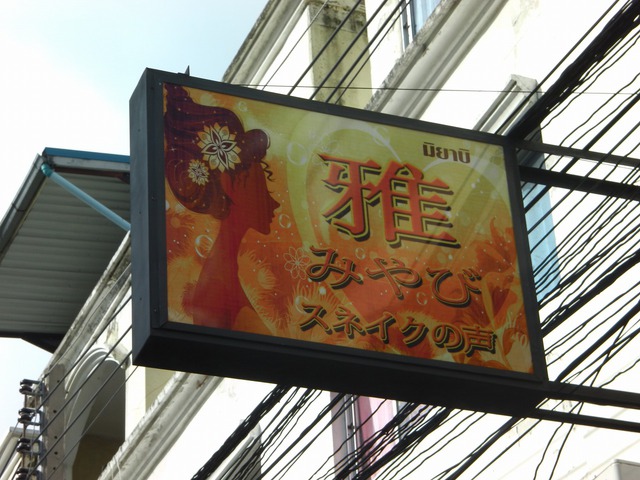 มิยาบิ
雅
みやび
スネイクの声